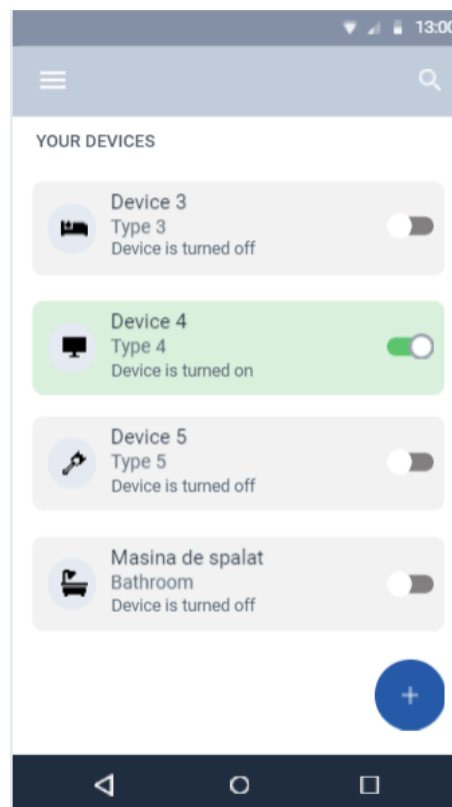 13:00
YOUR DEVICES
Device 3
Type 3
Device is turned off
Device 4
Type 4
Device is turned on
Device 5
Type 5
Device is turned off
Masina de spalat
Bathroom
Device is turned off
+